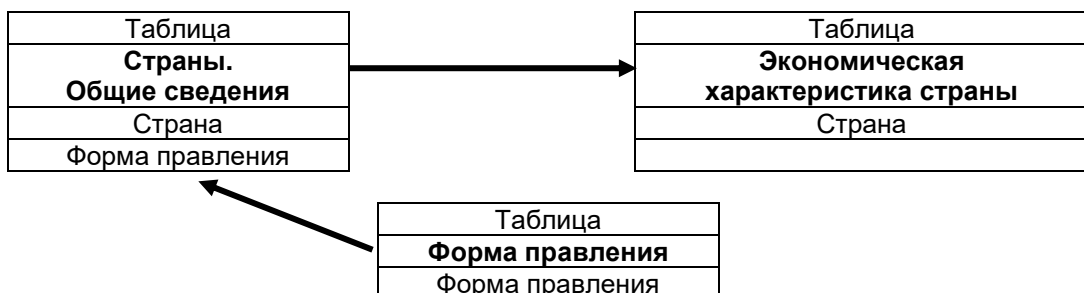 Таблица
Страны.
Общие сведения
Страна
Форма правления
Таблица
Экономическая
характеристика страны
Страна
Таблица
Форма правления
Форма правления